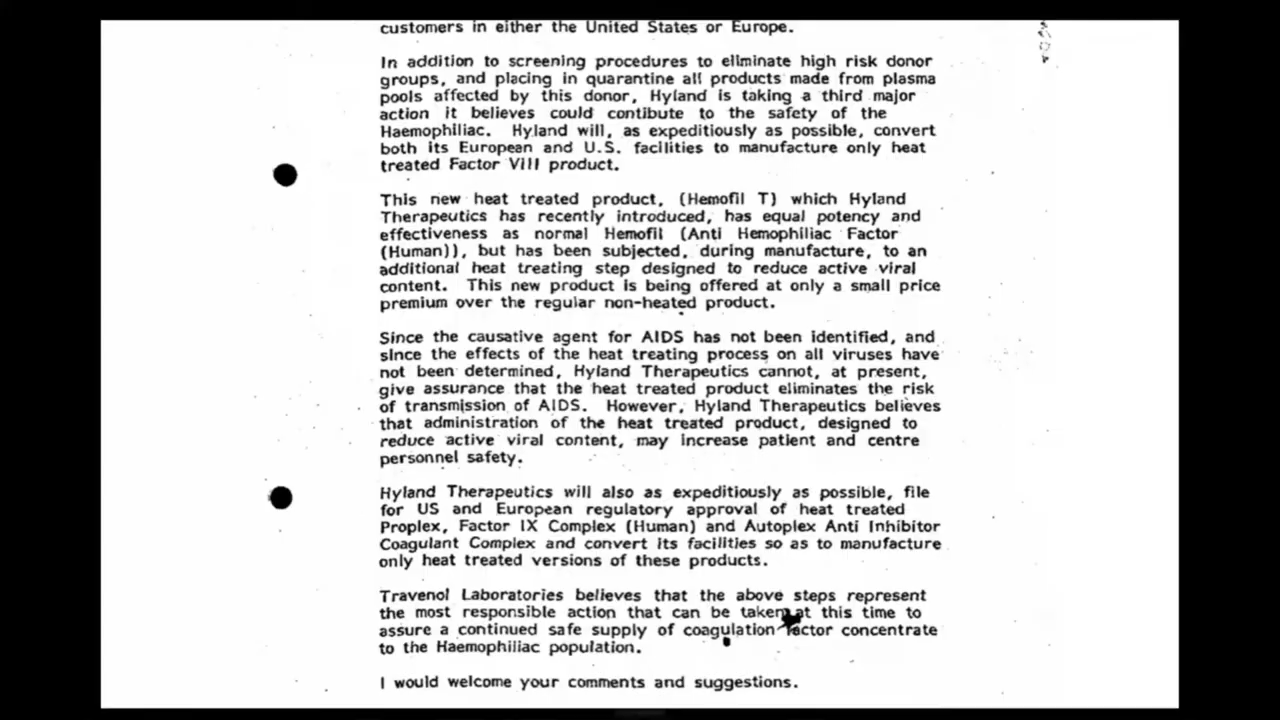 customers in either the United States or Europe.
In addition to screening procedures to eliminate high risk donor
groups, and placing in quarantine all products made from plasma
pools affected by this donor, Hyland is taking a third major
action it believes could contibute to the safety of the
Haemophiliac. Hyland will, as expeditiously as possible, convert
both its European and U.S. facilities to manufacture only heat
treated Factor VIII product.
This new heat treated product, (Hemofil T) which Hyland
Therapeutics has recently introduced, has equal potency and
effectiveness as normal Hemofil (Anti Hemophiliac Factor
(Human)), but has been subjected, during manufacture, to an
additional heat treating step designed to reduce active viral
content. This new product is being offered at only a small price
premium over the regular non-heated product.
Since the causative agent for AIDS has not been identified, and
since the effects of the heat treating process on all viruses have
not been determined, Hyland Therapeutics cannot, at present,
give assurance that the heat treated product eliminates the risk
of transmission of AIDS. However, Hyland Therapeutics believes
that administration of the heat treated product, designed to
reduce active viral content, may increase patient and centre
personnel safety.
Hyland Therapeutics will also as expeditiously as possible, file
for US and European regulatory approval of heat treated
Proplex, Factor IX Complex (Human) and Autoplex Anti Inhibitor
Coagulant Complex and convert its facilities so as to manufacture
only heat treated versions of these products.
Travenol Laboratories believes that the above steps represent
the most responsible action that can be taken at this time to
assure a continued safe supply of coagulation factor concentrate
to the Haemophiliac population.
I would welcome your comments and suggestions.